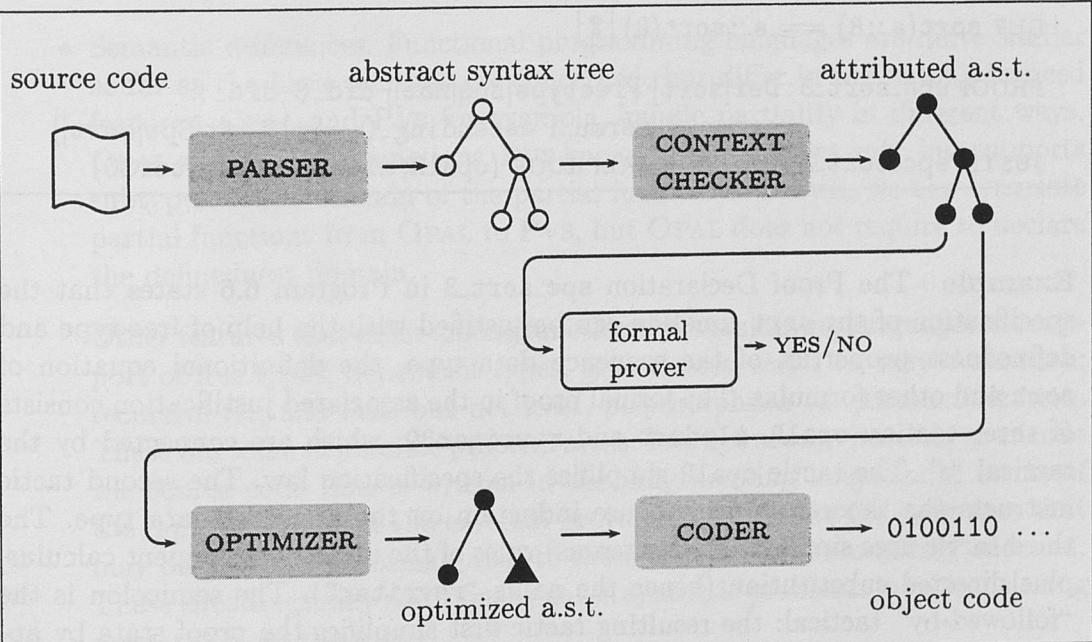 source code
abstract syntax tree
attributed a.s.t.
PARSER
CONTEXT
CHECKER
formal
prover
YES/NO
OPTIMIZER
CODER
0100110 ....
optimized a.s.t.
object code